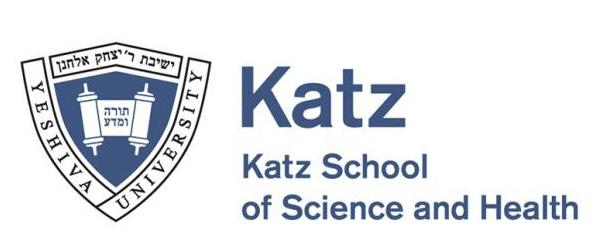 ישיבת ר׳ יצחק אלחנן
YESHIVA UNIVERSITY
תורה
ומדע
Katz
Katz School
of Science and Health